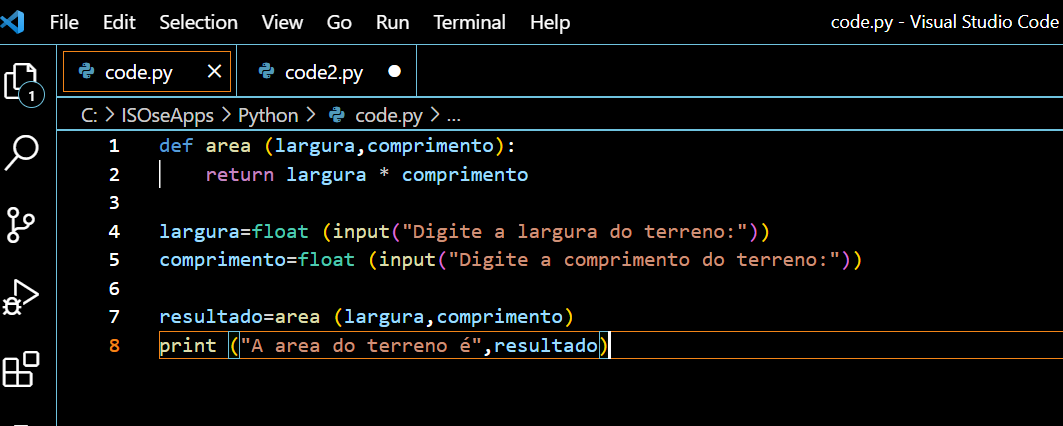 File Edit Selection View Go Run Terminal Help code.py - Visual Studio Code
code.py code2.py
1
C: > ISOseApps > Python > code.py > ...
1 def area (largura,comprimento):
2     return largura * comprimento
3
4 largura=float (input("Digite a largura do terreno:"))
5 comprimento=float (input("Digite a comprimento do terreno:"))
6
7 resultado=area (largura,comprimento)
8 print ("A area do terreno é",resultado)